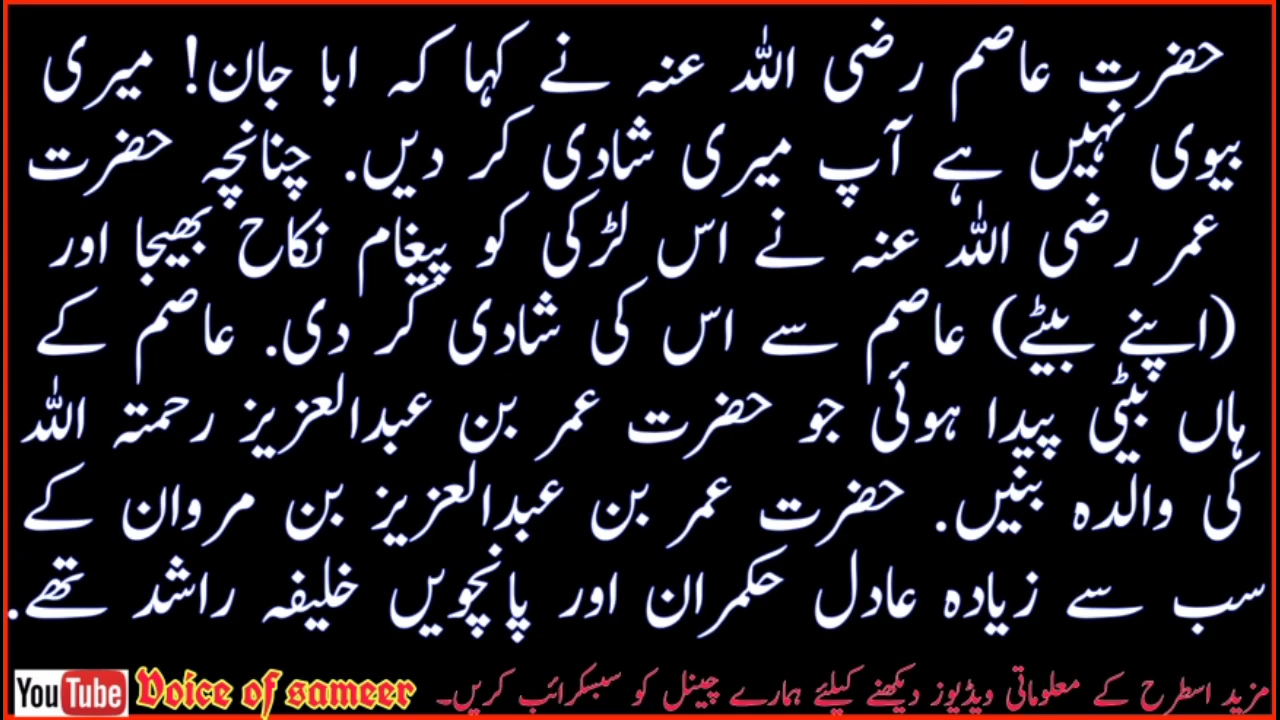 حضرت عاصم رضی اللہ عنہ نے کہا کہ ابا جان! میری
بیوی نہیں ہے آپ میری شادی کر دیں. چنانچہ حضرت
عمر رضی اللہ عنہ نے اس لڑکی کو پیغام نکاح بھیجا اور
(اپنے بیٹے) عاصم سے اس کی شادی کر دی. عاصم کے
ہاں بیٹی پیدا ہوئی جو حضرت عمر بن عبدالعزیز رحمتہ اللہ
کی والدہ بنیں. حضرت عمر بن عبدالعزیز بن مروان کے
سب سے زیادہ عادل حکمران اور پانچویں خلیفہ راشد تھے.
مزید اسطرح کے معلوماتی ویڈیوز دیکھنے کیلئے ہمارے چینل کو سبسکرائب کریں۔
YouTube Voice of sameer